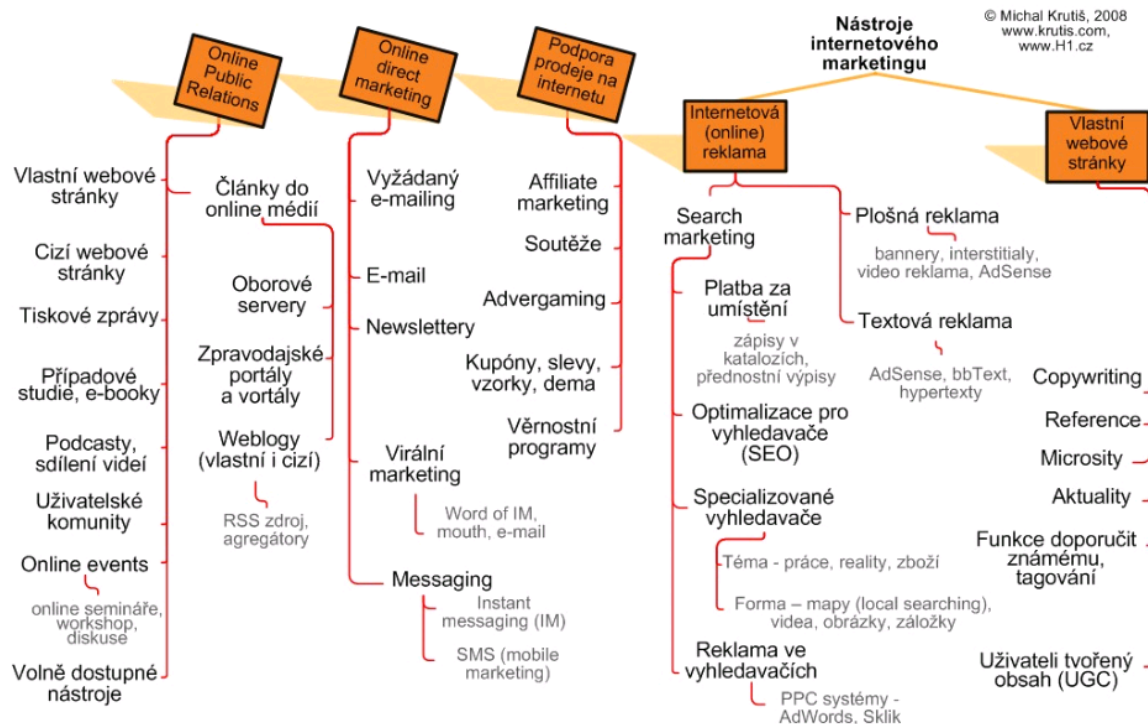 Nástroje
internetového
marketingu
© Michal Krutiš, 2008
www.krutis.com,
www.H1.cz
Online
Public
Relations
Vlastní webové
stránky
Cizí webové
stránky
Tiskové zprávy
Případové
studie, e-booky
Podcasty,
sdílení videí
Uživatelské
komunity
Online events
online semináře,
workshop,
diskuse
Volně dostupné
nástroje
Články do
online médií
Oborové
servery
Zpravodajské
portály
a vortály
Weblogy
(vlastní i cizí)
RSS zdroj,
agregátory
Online
direct
marketing
Vyžádaný
e-mailing
E-mail
Newslettery
Virální
marketing
Word of IM,
mouth, e-mail
Messaging
Instant
messaging (IM)
SMS (mobile
marketing)
Podpora
prodeje na
internetu
Affiliate
marketing
Soutěže
Advergaming
Kupóny, slevy,
vzorky, dema
Věrnostní
programy
Internetová
(online)
reklama
Search
marketing
Platba za
umístění
zápisy v
katalozích,
přednostní výpisy
Optimalizace pro
vyhledavače
(SEO)
Specializované
vyhledavače
Téma - práce, reality, zboží
Forma – mapy (local searching),
videa, obrázky, záložky
Reklama ve
vyhledavačích
PPC systémy -
AdWords, Sklik
Plošná reklama
bannery, interstitialy,
video reklama, AdSense
Textová reklama
AdSense, bbText,
hypertexty
Vlastní
webové
stránky
Copywriting
Reference
Microsity
Aktuality
Funkce doporučit
známému,
tagování
Uživateli tvořený
obsah (UGC)